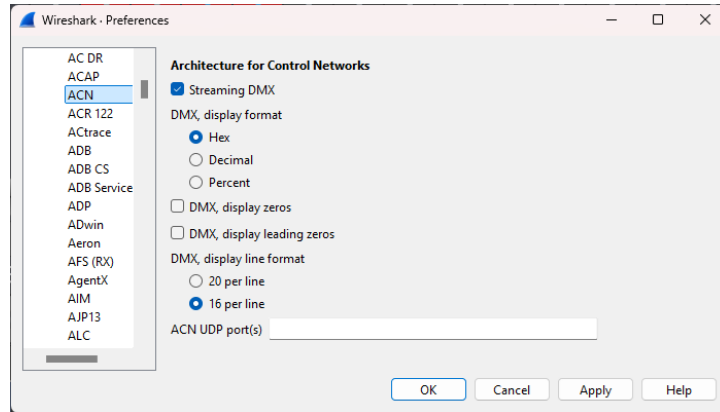 Wireshark · Preferences
AC DR
ACAP
ACN
ACR 122
ACtrace
ADB
ADB CS
ADB Service
ADP
ADwin
Aeron
AFS (RX)
AgentX
AIM
AJP13
ALC
Architecture for Control Networks
Streaming DMX
DMX, display format
Hex
Decimal
Percent
DMX, display zeros
DMX, display leading zeros
DMX, display line format
20 per line
16 per line
ACN UDP port(s)
OK Cancel Apply Help